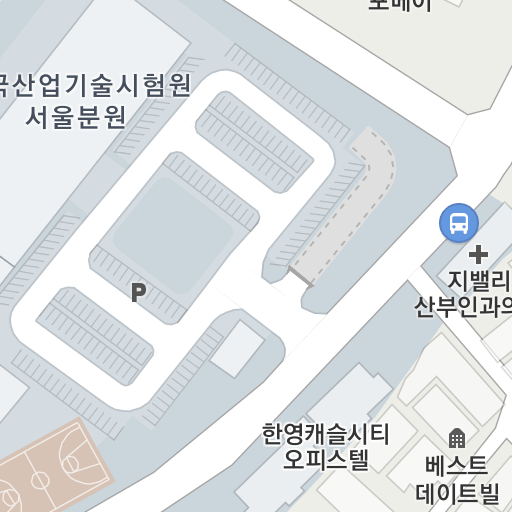 국산업기술시험원
서울분원
P
지밸리
산부인과의
한영캐슬시티
오피스텔
베스트
데이트빌